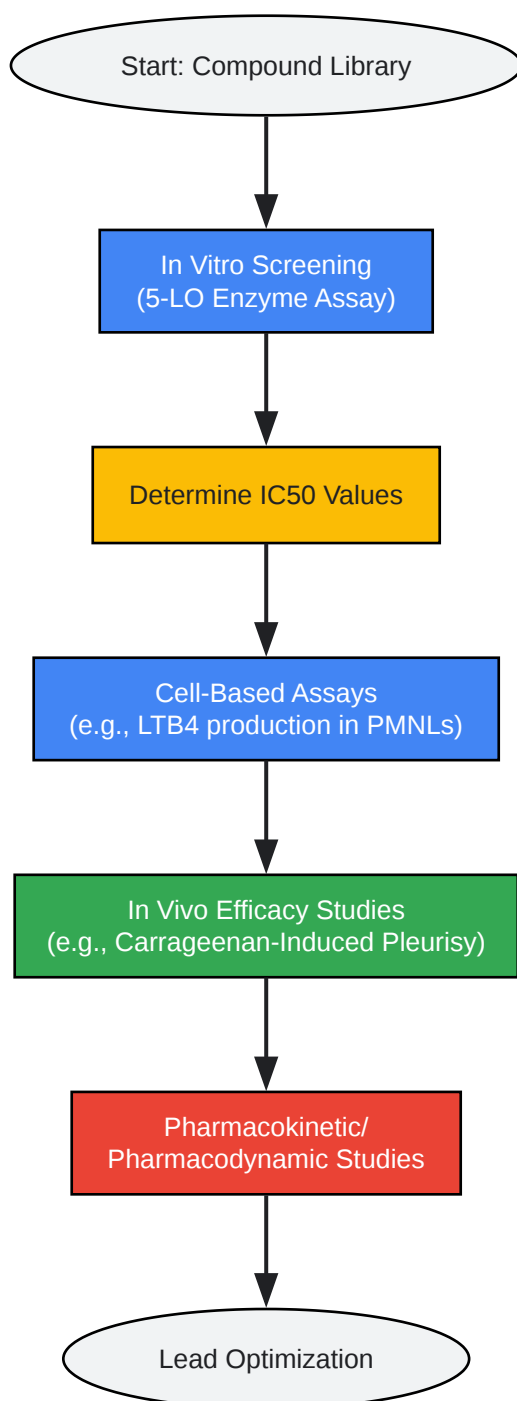 Start: Compound Library
In Vitro Screening
(5-LO Enzyme Assay)
Determine IC50 Values
Cell-Based Assays
(e.g., LTB4 production in PMNLs)
In Vivo Efficacy Studies
(e.g., Carrageenan-Induced Pleurisy)
Pharmacokinetic/
Pharmacodynamic Studies
Lead Optimization